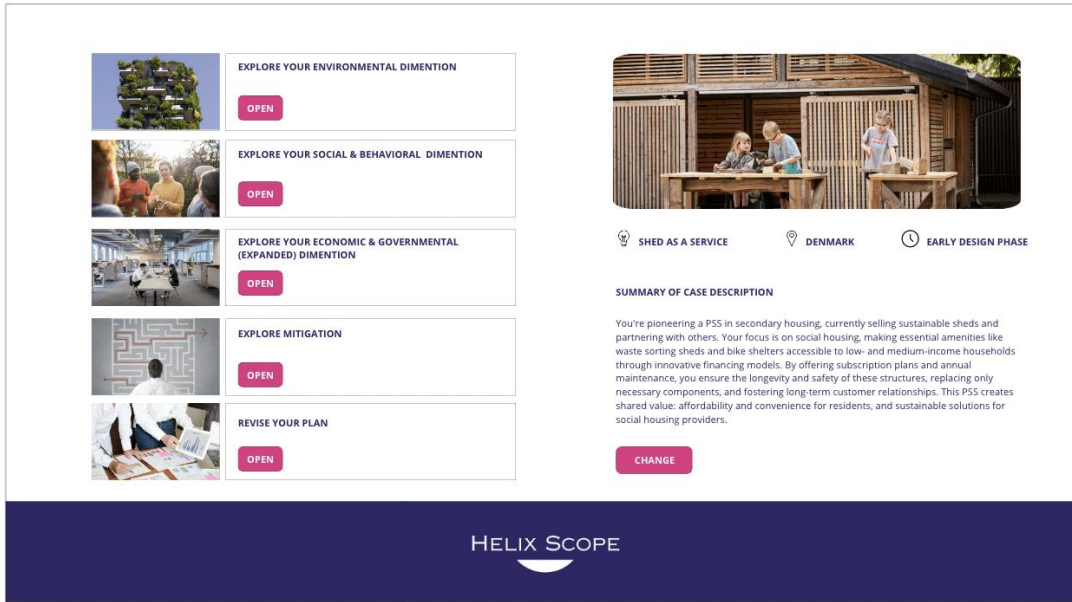 EXPLORE YOUR ENVIRONMENTAL DIMENTION
OPEN
EXPLORE YOUR SOCIAL & BEHAVIORAL DIMENTION
OPEN
EXPLORE YOUR ECONOMIC & GOVERNMENTAL
(EXPANDED) DIMENTION
OPEN
EXPLORE MITIGATION
OPEN
REVISE YOUR PLAN
OPEN
SHED AS A SERVICE
DENMARK
EARLY DESIGN PHASE
SUMMARY OF CASE DESCRIPTION
You're pioneering a PSS in secondary housing, currently selling sustainable sheds and
partnering with others. Your focus is on social housing, making essential amenities like
waste sorting sheds and bike shelters accessible to low- and medium-income households
through innovative financing models. By offering subscription plans and annual
maintenance, you ensure the longevity and safety of these structures, replacing only
necessary components, and fostering long-term customer relationships. This PSS creates
shared value: affordability and convenience for residents, and sustainable solutions for
social housing providers.
CHANGE
HELIX SCOPE